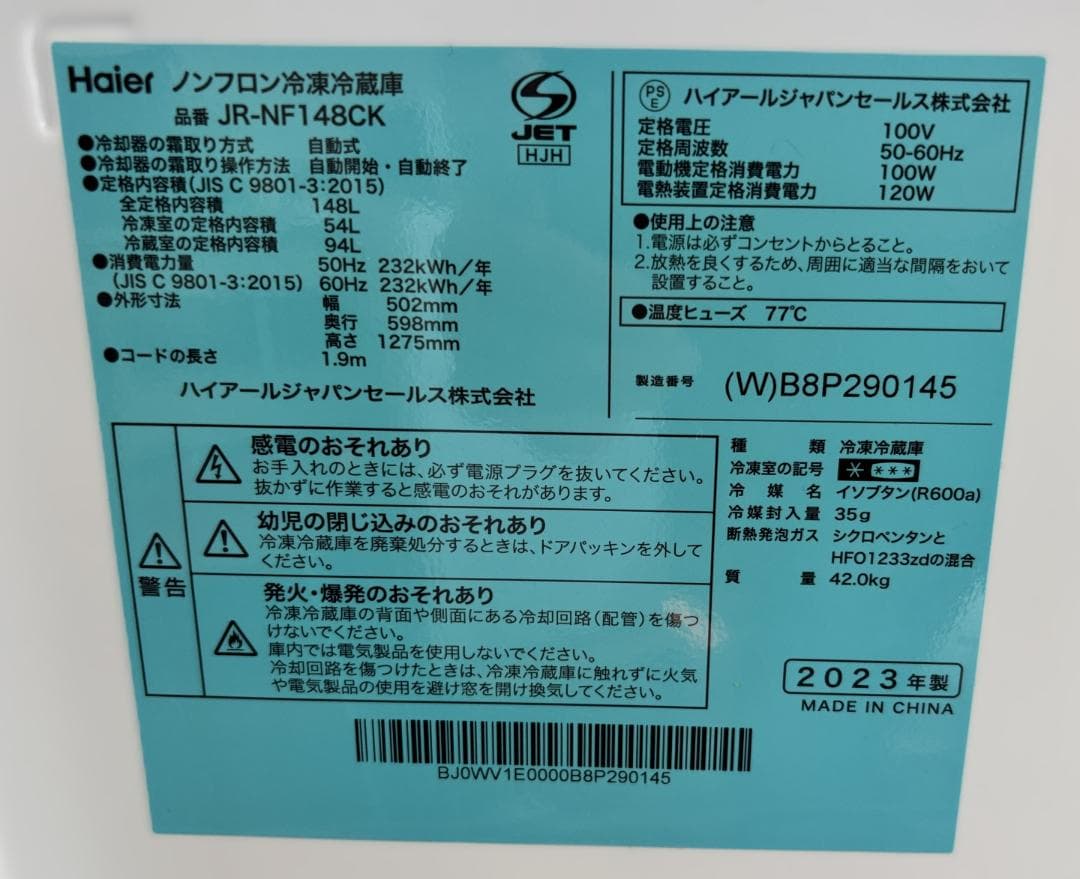 Haier ノンフロン冷凍冷蔵庫
品番 JR-NF148CK
●冷却器の霜取り方式 自動式
●冷却器の霜取り操作方法 自動開始・自動終了
●定格内容積(JIS C 9801-3:2015)
全定格内容積 148L
冷凍室の定格内容積 54L
冷蔵室の定格内容積 94L
●消費電力量 50Hz 232kWh/年
(JIS C 9801-3:2015) 60Hz 232kWh/年
●外形寸法 幅 502mm
奥行 598mm
高さ 1275mm
●コードの長さ 1.9m
ハイアールジャパンセールス株式会社
JET
HJH
PS
E
ハイアールジャパンセールス株式会社
定格電圧 100V
定格周波数 50-60Hz
電動機定格消費電力 100W
電熱装置定格消費電力 120W
●使用上の注意
1.電源は必ずコンセントからとること。
2.放熱を良くするため、周囲に適当な間隔をおいて
設置すること。
●温度ヒューズ 77℃
製造番号 (W)B8P290145
警告
感電のおそれあり
お手入れのときには、必ず電源プラグを抜いてください。
抜かずに作業すると感電のおそれがあります。
幼児の閉じ込みのおそれあり
冷凍冷蔵庫を廃棄処分するときは、ドアパッキンを外して
ください。
発火・爆発のおそれあり
冷凍冷蔵庫の背面や側面にある冷却回路(配管)を傷つ
けないでください。
庫内では電気製品を使用しないでください。
冷却回路を傷つけたときは、冷凍冷蔵庫に触れずに火気
や電気製品の使用を避け窓を開け換気してください。
種類 冷凍冷蔵庫
冷凍室の記号 * ***
冷媒名 イソブタン(R600a)
冷媒封入量 35g
断熱発泡ガス シクロペンタンと
HFO1233zdの混合
質量 42.0kg
2023年製
MADE IN CHINA
BJ0WV1E0000B8P290145